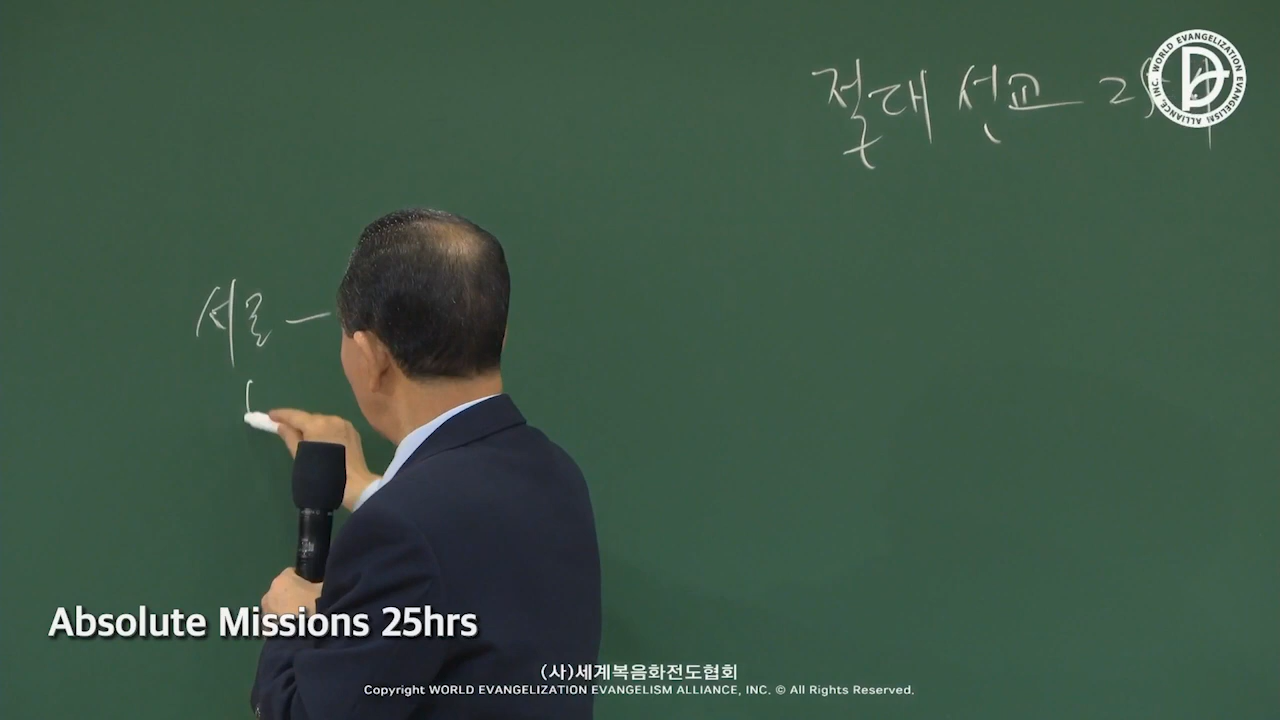 절대 선교 25
WORLD EVANGELIZATION EVANGELISM ALLIANCE, INC.
서론 —
Absolute Missions 25hrs
(사)세계복음화전도협회
Copyright WORLD EVANGELIZATION EVANGELISM ALLIANCE, INC. © All Rights Reserved.